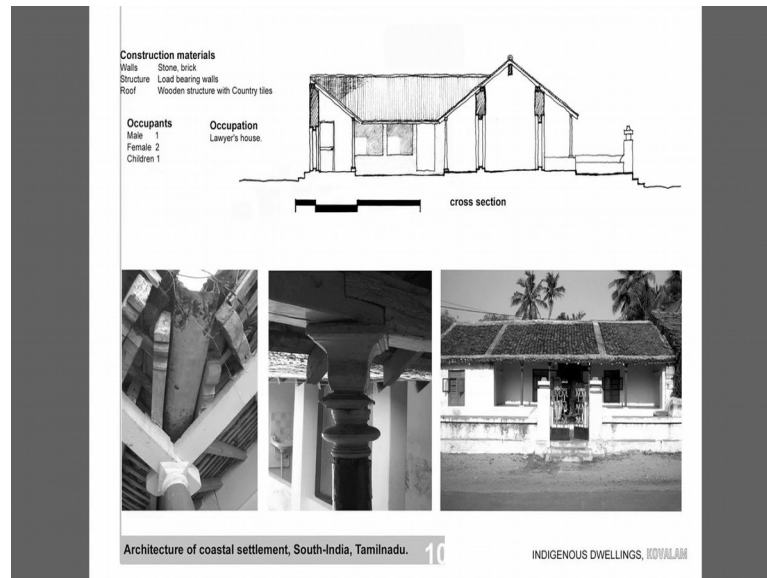 Construction materials
Walls Stone, brick
Structure Load bearing walls
Roof Wooden structure with Country tiles
Occupants
Male 1
Female 2
Children 1
Occupation
Lawyer's house.
cross section
Architecture of coastal settlement, South-India, Tamilnadu. 10
INDIGENOUS DWELLINGS, KOVALAM